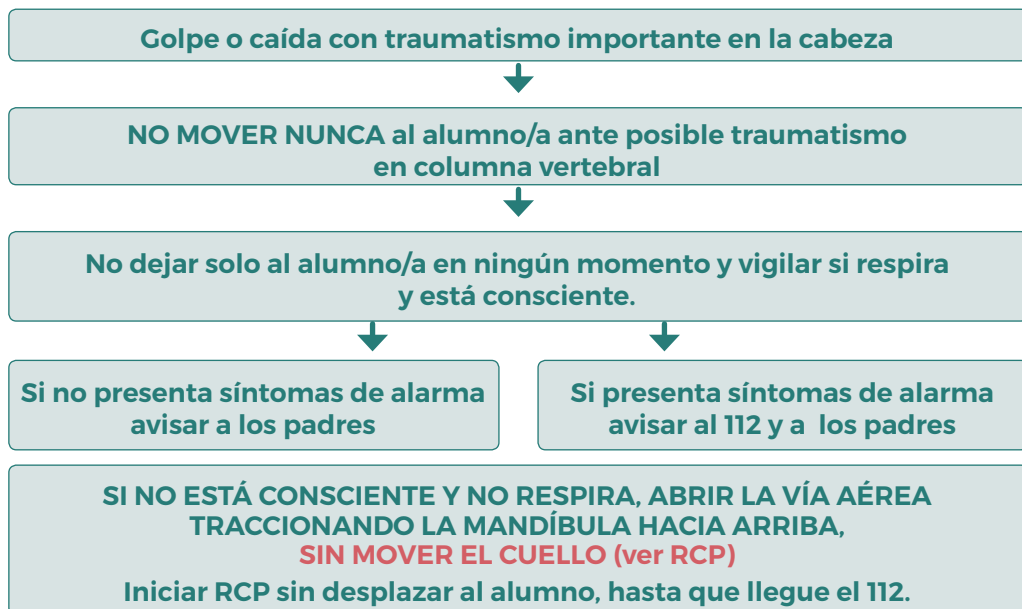 Golpe o caída con traumatismo importante en la cabeza
NO MOVER NUNCA al alumno/a ante posible traumatismo
en columna vertebral
No dejar solo al alumno/a en ningún momento y vigilar si respira
y está consciente.
Si no presenta síntomas de alarma
avisar a los padres
Si presenta síntomas de alarma
avisar al 112 y a los padres
SI NO ESTÁ CONSCIENTE Y NO RESPIRA, ABRIR LA VÍA AÉREA
TRACCIONANDO LA MANDÍBULA HACIA ARRIBA,
SIN MOVER EL CUELLO (ver RCP)
Iniciar RCP sin desplazar al alumno, hasta que llegue el 112.